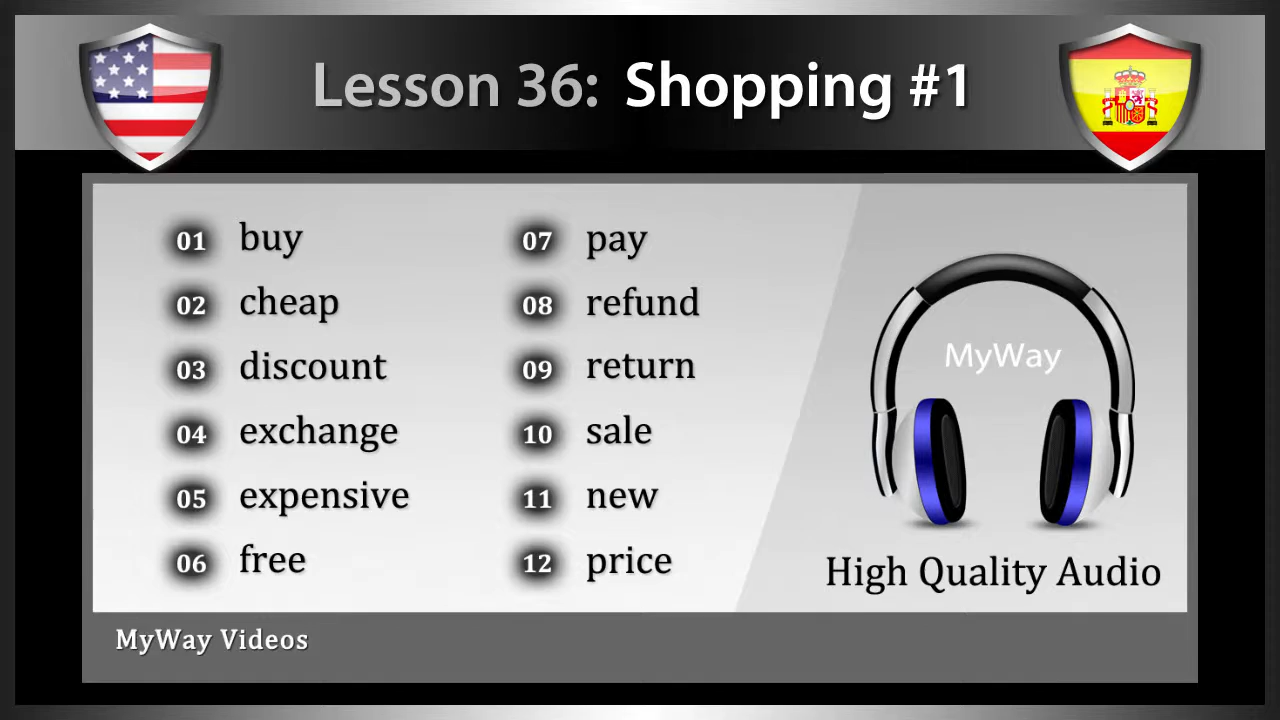 Lesson 36: Shopping #1
01 buy
02 cheap
03 discount
04 exchange
05 expensive
06 free
07 pay
08 refund
09 return
10 sale
11 new
12 price
MyWay
High Quality Audio
MyWay Videos